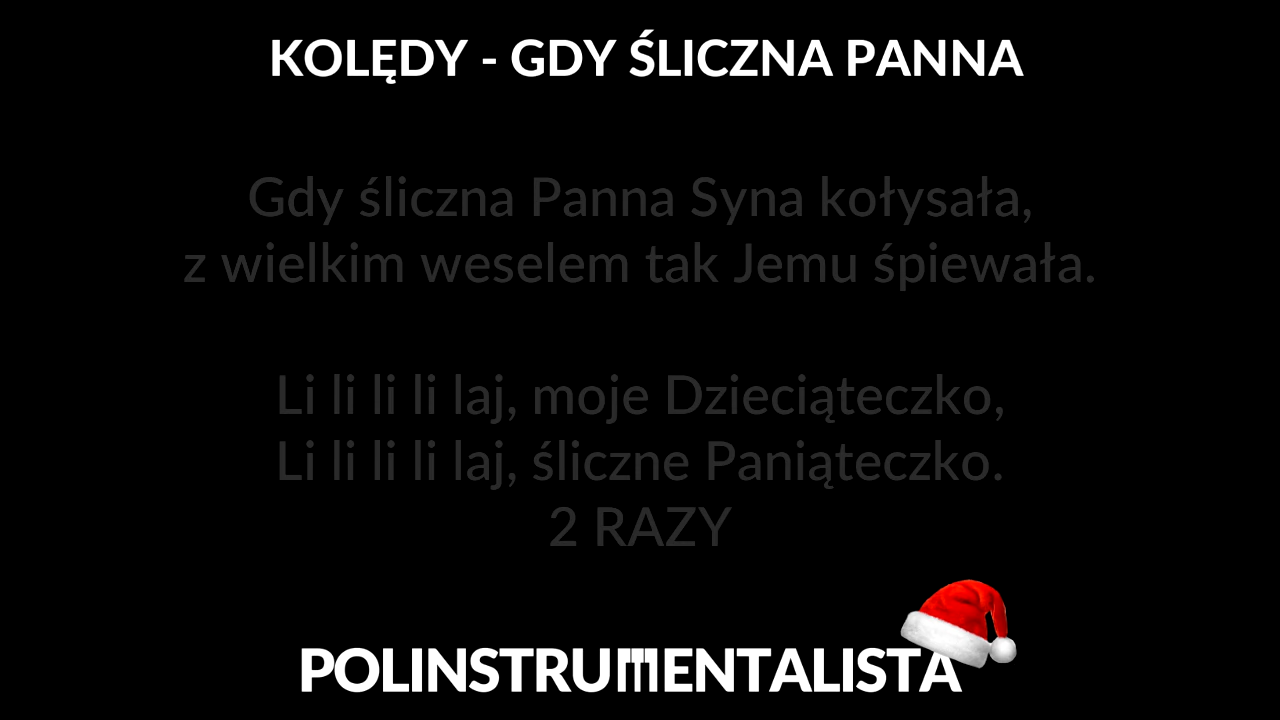 KOLĘDY - GDY ŚLICZNA PANNA
Gdy śliczna Panna Syna kołysała,
z wielkim weselem tak Jemu śpiewała.
Li li li li laj, moje Dzieciąteczko,
Li li li li laj, śliczne Paniąteczko.
2 RAZY
POLINSTRUMENTALISTA